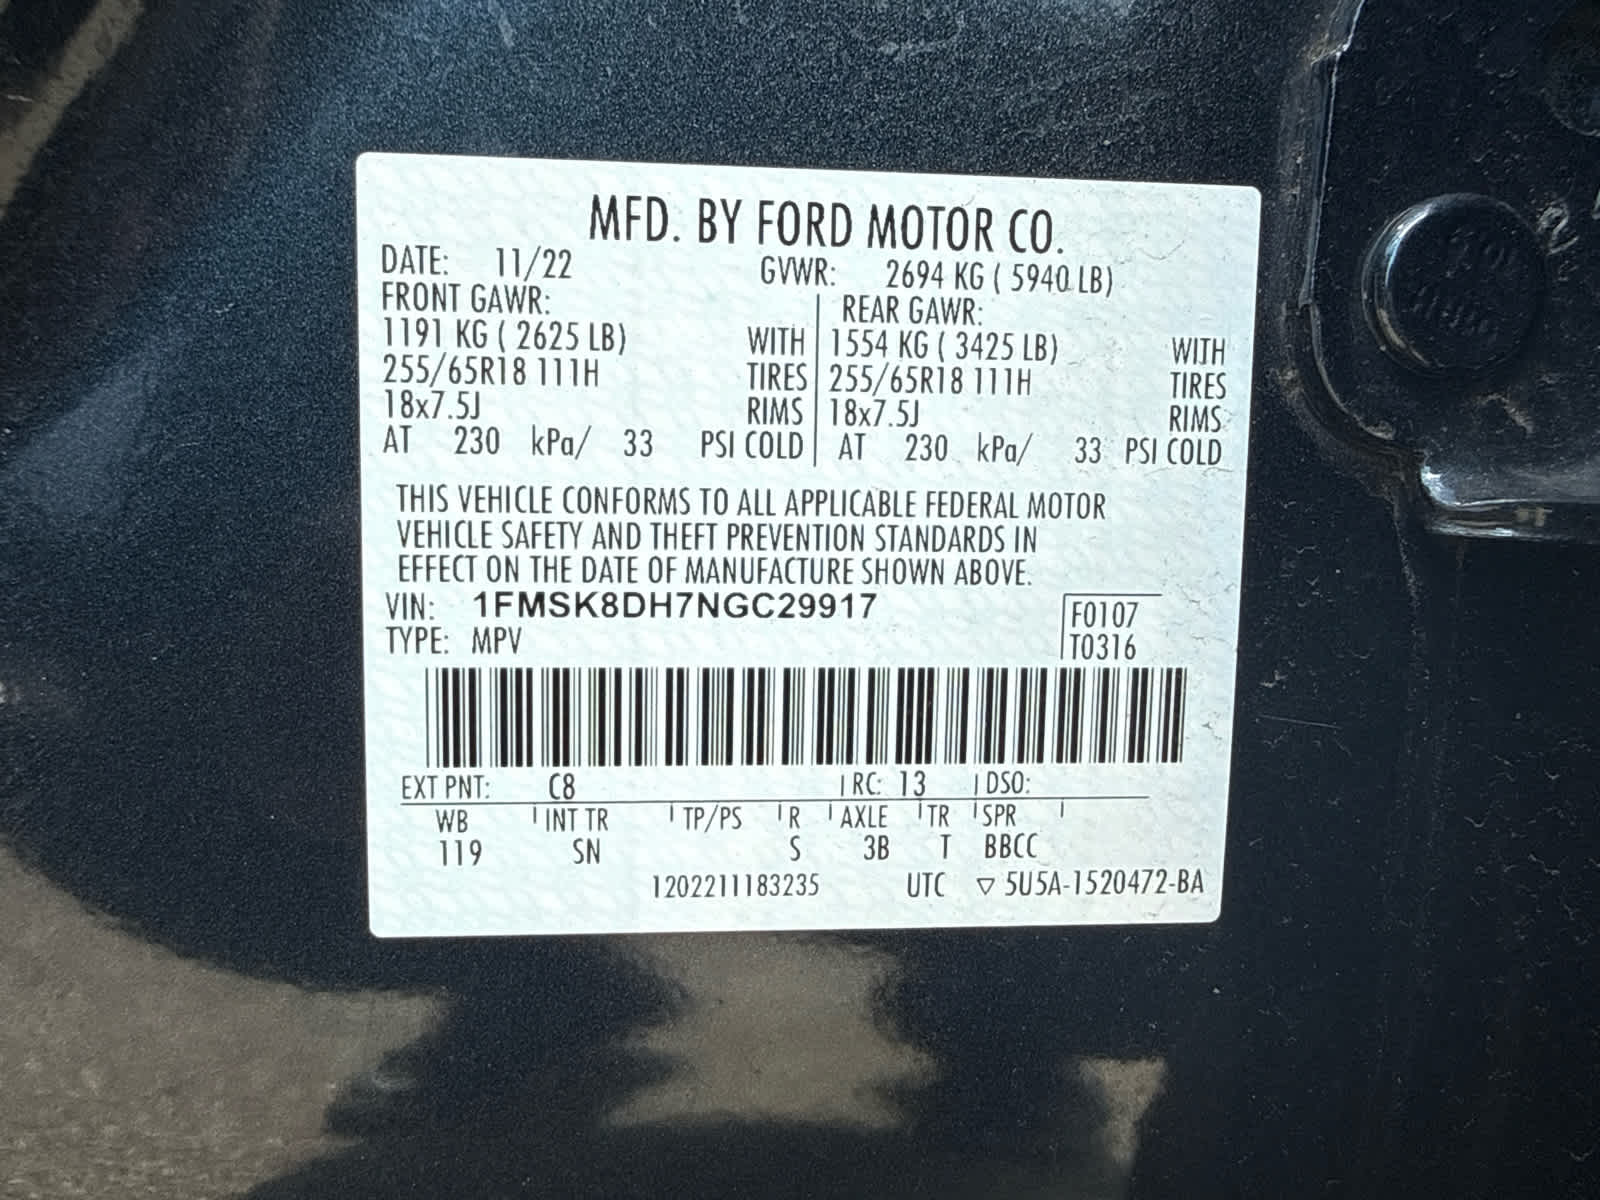 MFD. BY FORD MOTOR CO.
DATE: 11/22 GVWR: 2694 KG ( 5940 LB)
FRONT GAWR: REAR GAWR:
1191 KG ( 2625 LB) WITH 1554 KG ( 3425 LB) WITH
255/65R18 111H TIRES 255/65R18 111H TIRES
18x7.5J RIMS 18x7.5J RIMS
AT 230 kPa/ 33 PSI COLD AT 230 kPa/ 33 PSI COLD
THIS VEHICLE CONFORMS TO ALL APPLICABLE FEDERAL MOTOR
VEHICLE SAFETY AND THEFT PREVENTION STANDARDS IN
EFFECT ON THE DATE OF MANUFACTURE SHOWN ABOVE.
VIN: 1FMSK8DH7NGC29917 F0107
TYPE: MPV T0316
EXT PNT: C8 RC: 13 DSO:
WB INT TR TP/PS R AXLE TR SPR
119 SN S 3B T BBCC
1202211183235 UTC ▽ 5U5A-1520472-BA